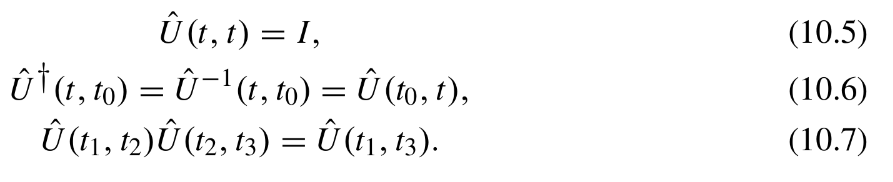 Û(t, t) = I, (10.5)
Û†(t, t₀) = Û⁻¹(t, t₀) = Û(t₀, t), (10.6)
Û(t₁, t₂)Û(t₂, t₃) = Û(t₁, t₃). (10.7)